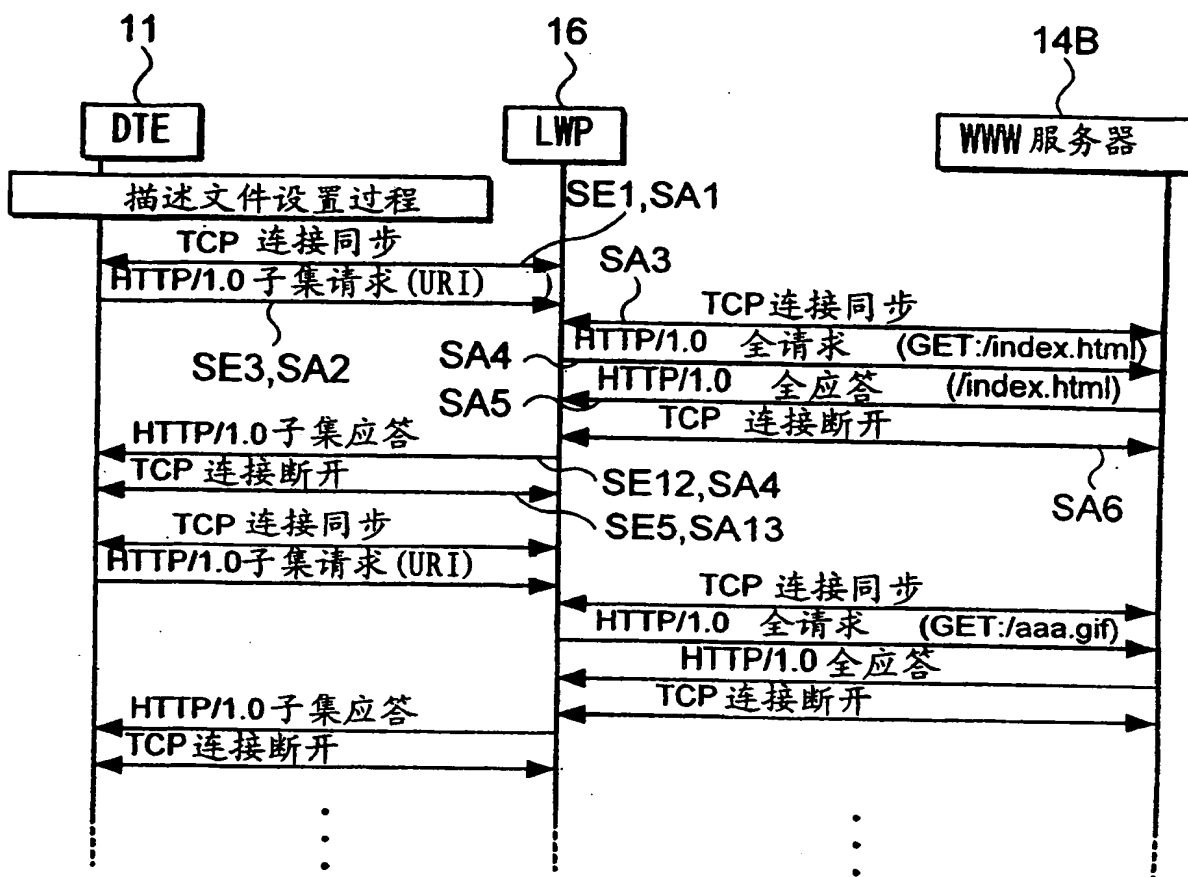 11
16
14B
DTE
LWP
WWW 服务器
描述文件设置过程
SE1,SA1
TCP 连接同步
SA3
HTTP/1.0 子集请求(URI)
TCP 连接同步
HTTP/1.0 全请求 (GET:/index.html)
SE3,SA2
SA4
HTTP/1.0 全应答 (/index.html)
SA5
TCP 连接断开
HTTP/1.0 子集应答
TCP 连接断开
SE12,SA4
SA6
SE5,SA13
TCP 连接同步
HTTP/1.0子集请求(URI)
TCP 连接同步
HTTP/1.0 全请求 (GET:/aaa.gif)
HTTP/1.0 全应答
TCP 连接断开
HTTP/1.0 子集应答
TCP 连接断开